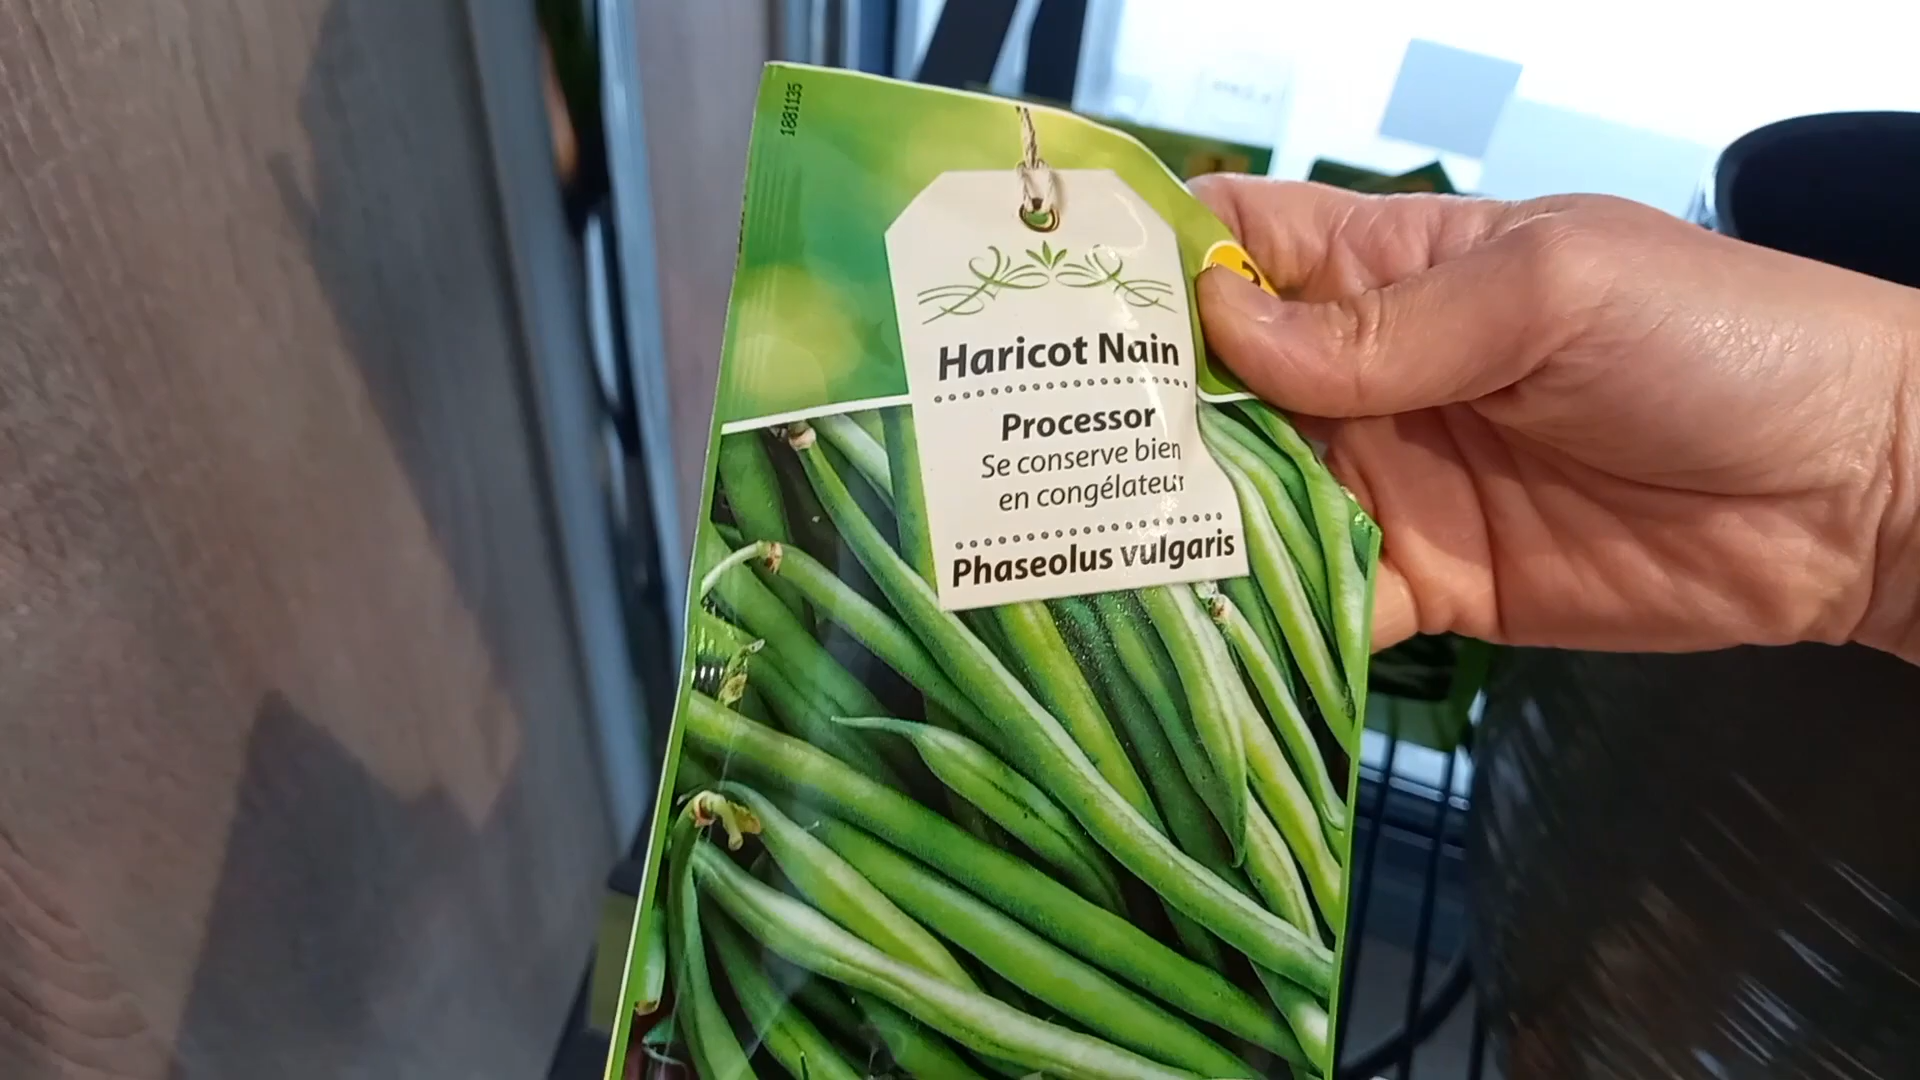 1881135
Haricot Nain
Processor
Se conserve bien
en congélateur
Phaseolus vulgaris